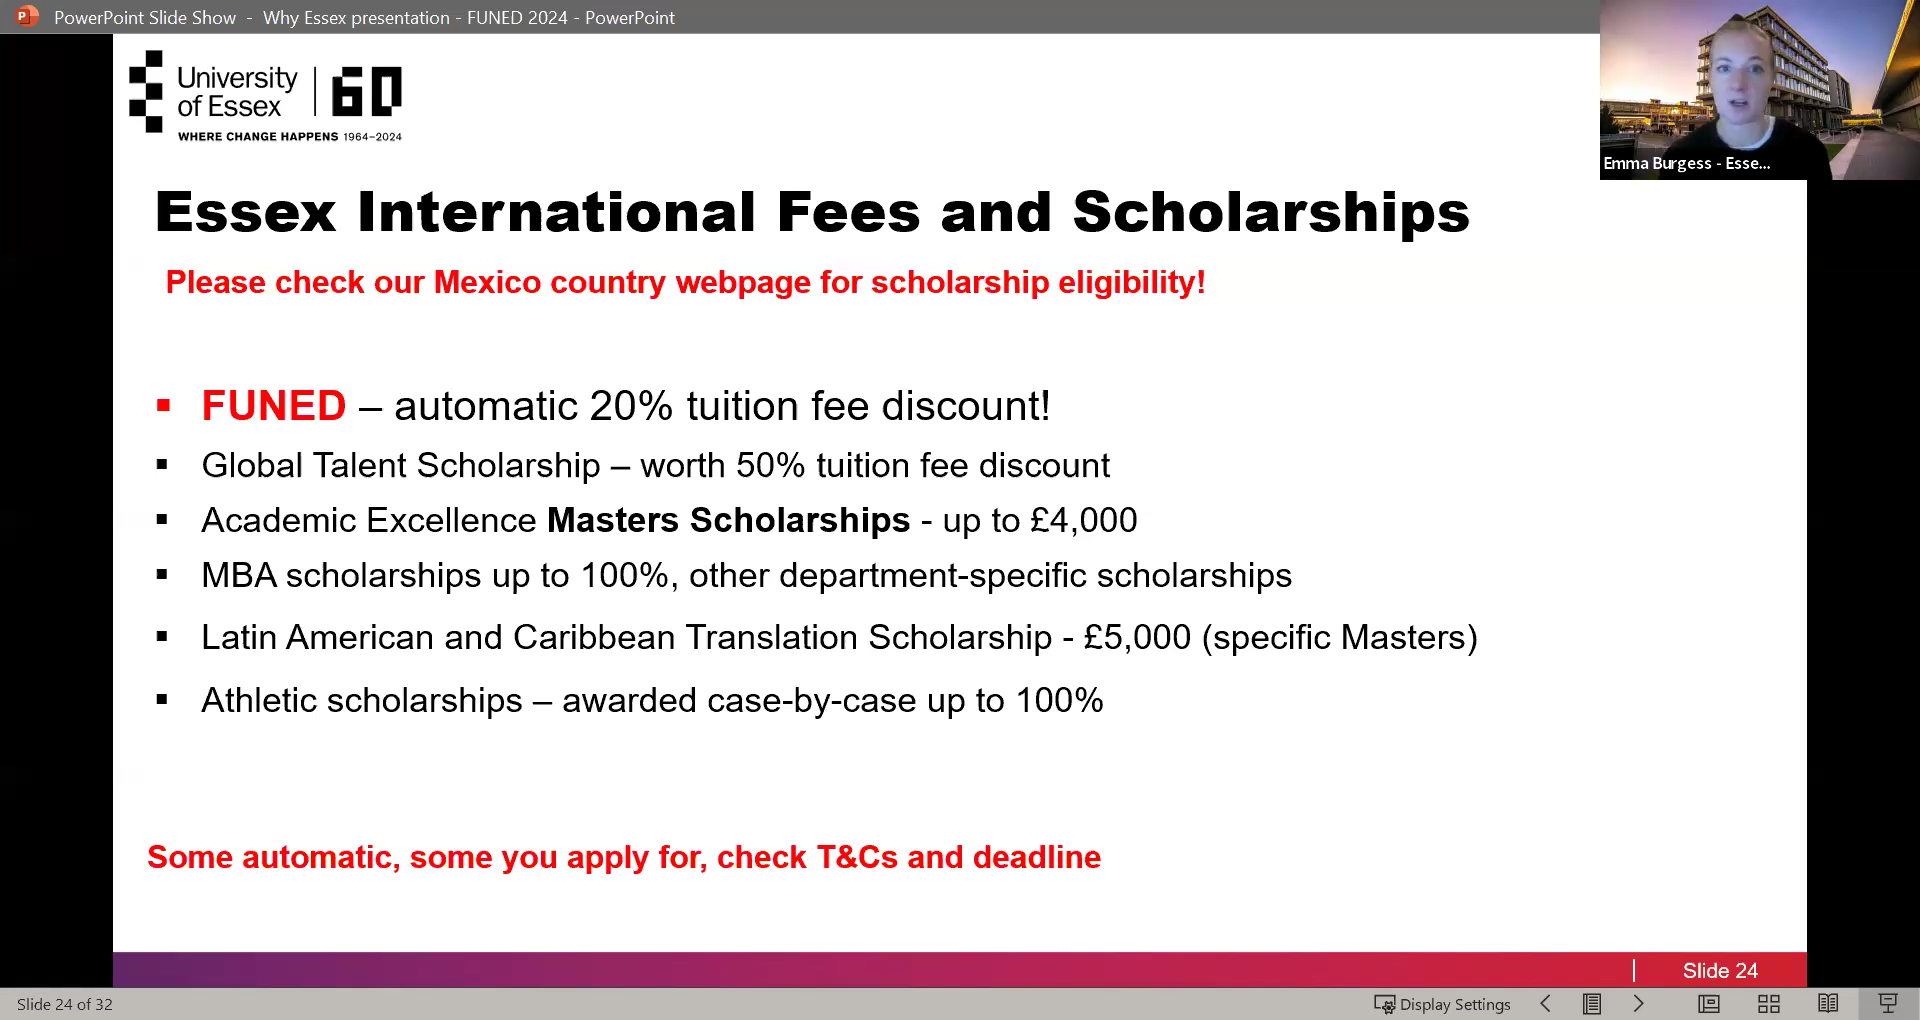 PowerPoint Slide Show - Why Essex presentation - FUNED 2024 - PowerPoint
University
of Essex
60
WHERE CHANGE HAPPENS 1964–2024
Emma Burgess - Esse...
Essex International Fees and Scholarships
Please check our Mexico country webpage for scholarship eligibility!
▪ FUNED – automatic 20% tuition fee discount!
▪ Global Talent Scholarship – worth 50% tuition fee discount
▪ Academic Excellence Masters Scholarships - up to £4,000
▪ MBA scholarships up to 100%, other department-specific scholarships
▪ Latin American and Caribbean Translation Scholarship - £5,000 (specific Masters)
▪ Athletic scholarships – awarded case-by-case up to 100%
Some automatic, some you apply for, check T&Cs and deadline
Slide 24
Slide 24 of 32
Display Settings